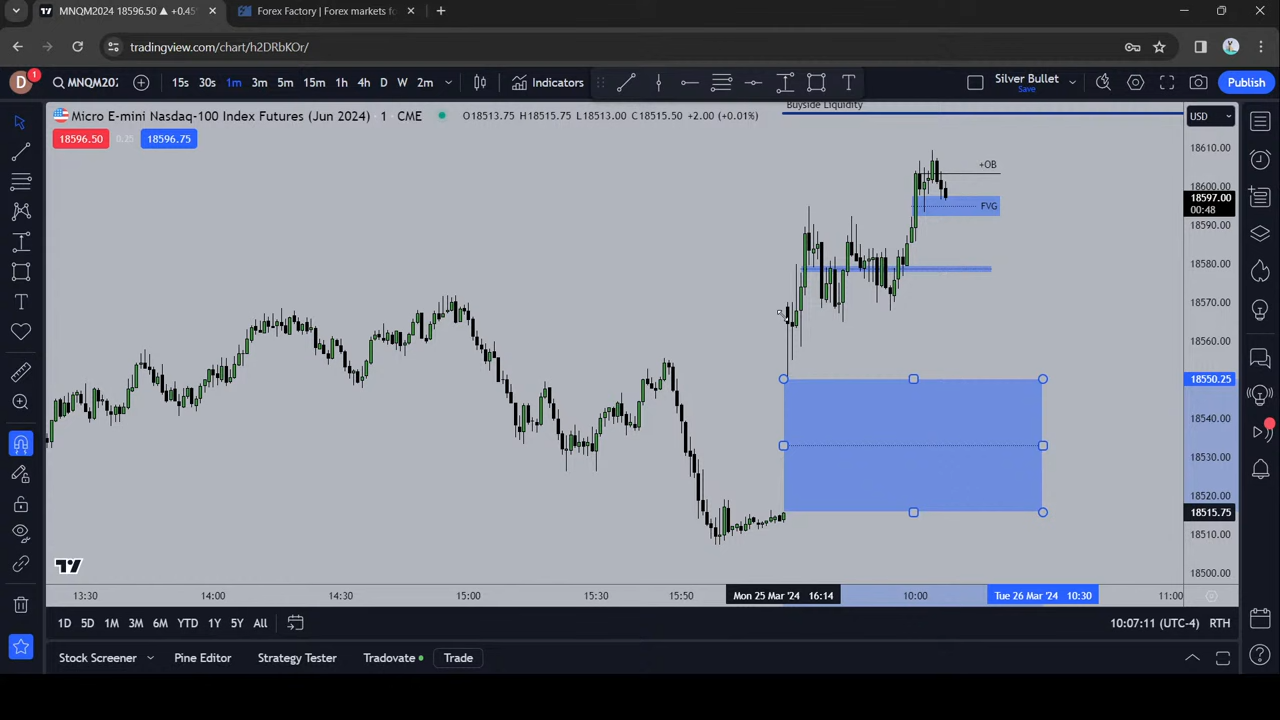 MNQM2024 18596.50 ▲ +0.45
Forex Factory | Forex markets fo
tradingview.com/chart/h2DRbKOr/
D
1
MNQM202
15s
30s
1m
3m
5m
15m
1h
4h
D
W
2m
Indicators
Silver Bullet
Save
Publish
Micro E-mini Nasdaq-100 Index Futures (Jun 2024) · 1 · CME
O18513.75 H18515.75 L18513.00 C18515.50 +2.00 (+0.01%)
Buyside Liquidity
USD
18596.50
0.25
18596.75
18610.00
+OB
18600.00
18597.00
00:48
FVG
18590.00
18580.00
18570.00
18560.00
18550.25
18540.00
18530.00
18520.00
18515.75
18510.00
18500.00
13:30
14:00
14:30
15:00
15:30
15:50
Mon 25 Mar '24 16:14
10:00
Tue 26 Mar '24 10:30
11:00
1D
5D
1M
3M
6M
YTD
1Y
5Y
All
10:07:11 (UTC-4)
RTH
Stock Screener
Pine Editor
Strategy Tester
Tradovate
Trade